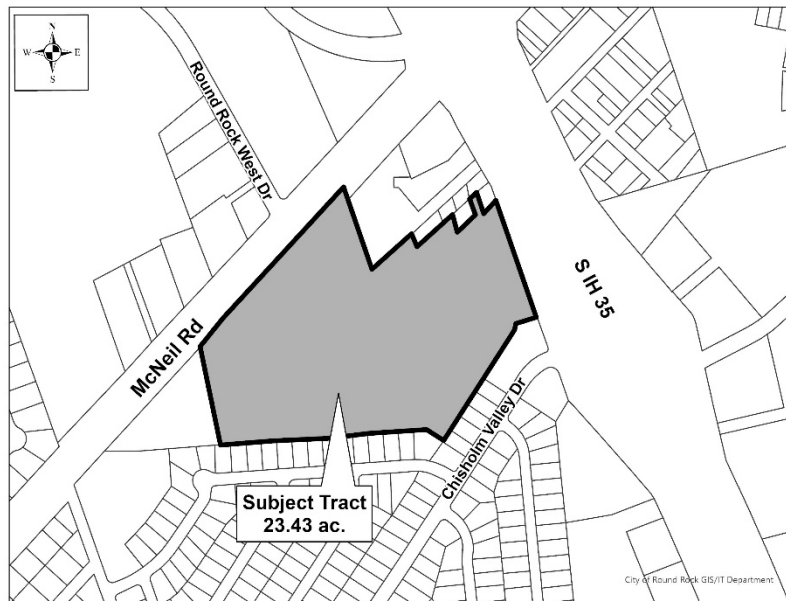 N
W E
S
Round Rock West Dr
McNeil Rd
S IH 35
Chisholm Valley Dr
Subject Tract
23.43 ac.
City of Round Rock GIS/IT Department